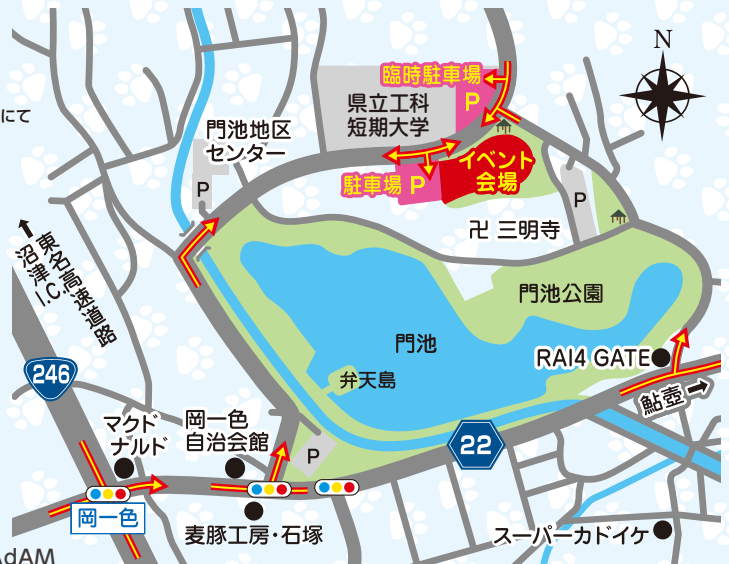 N
にて
臨時駐車場
P
県立工科
短期大学
門池地区
センター
P
イベント
会場
駐車場 P
P
卍 三明寺
東名高速道路
沼津I.C.
門池公園
門池
弁天島
RAI4 GATE
鮎壺→
246
マクド
ナルド
岡一色
自治会館
P
22
岡一色
麦豚工房・石塚
スーパーカドイケ
AdAM